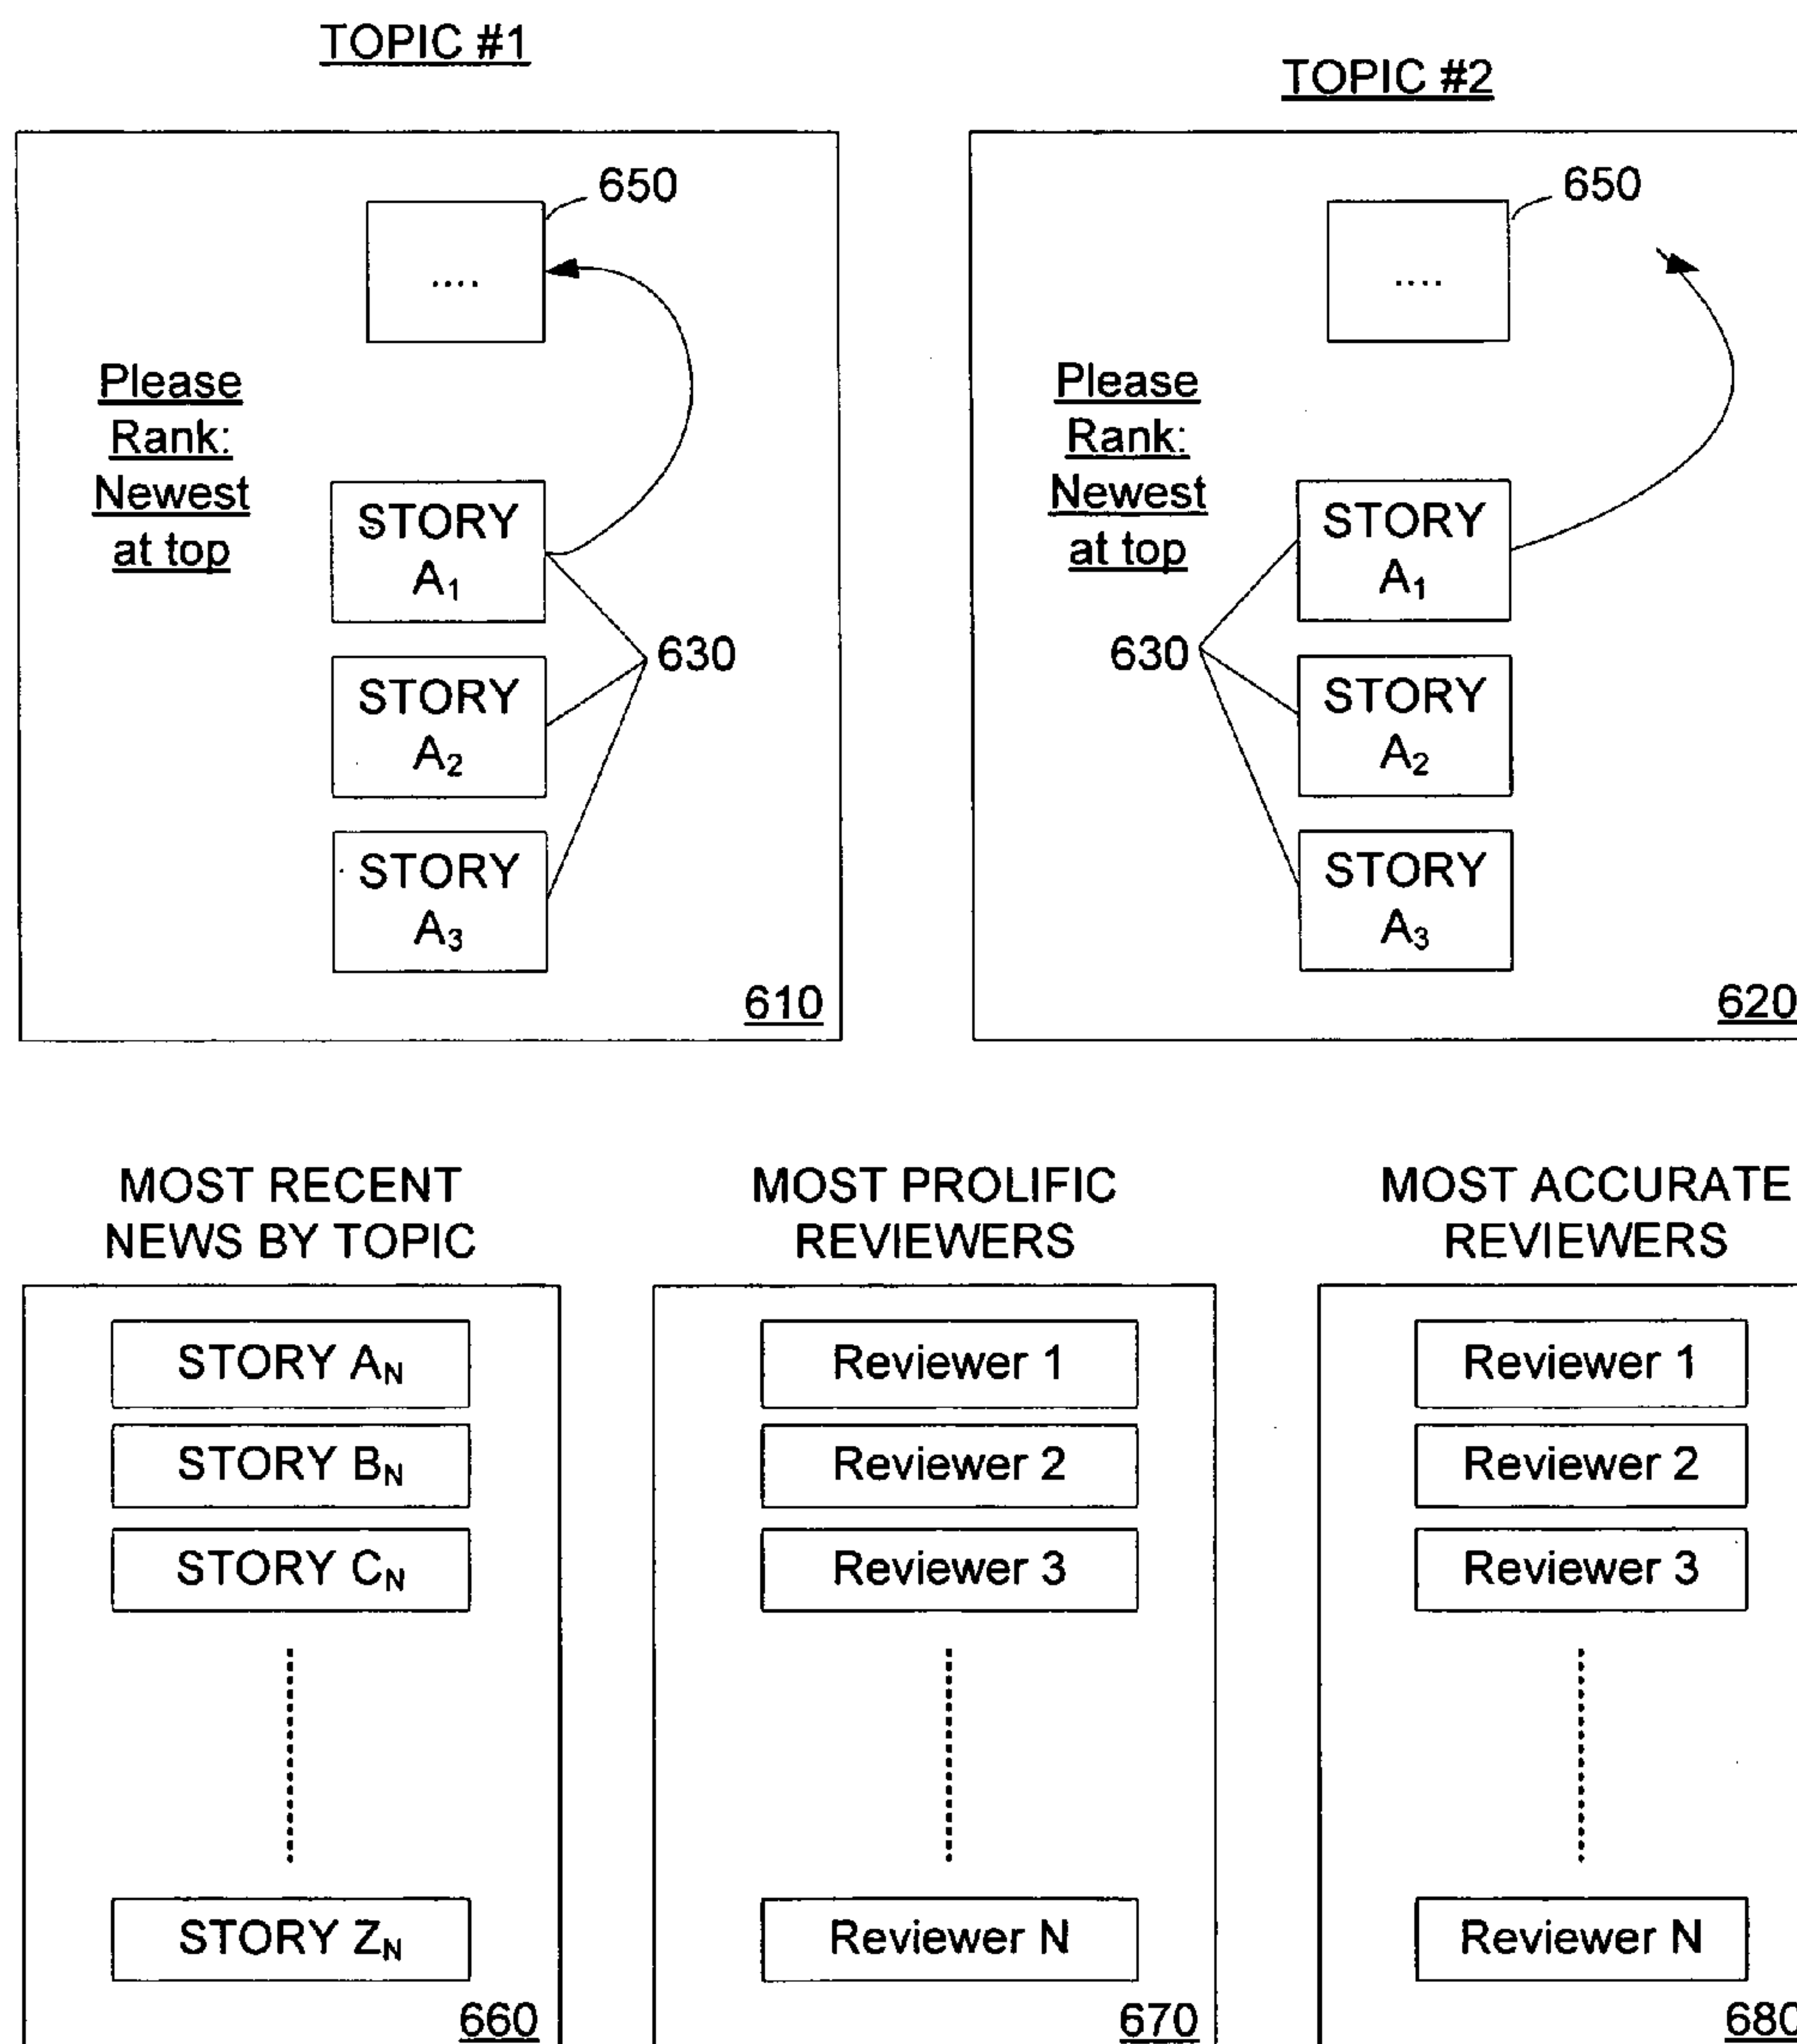 TOPIC #1
650
....
Please
Rank:
Newest
at top
STORY
A₁
630
STORY
A₂
STORY
A₃
610
TOPIC #2
650
....
Please
Rank:
Newest
at top
STORY
A₁
630
STORY
A₂
STORY
A₃
620
MOST RECENT
NEWS BY TOPIC
STORY Aₙ
STORY Bₙ
STORY Cₙ
STORY Zₙ
660
MOST PROLIFIC
REVIEWERS
Reviewer 1
Reviewer 2
Reviewer 3
Reviewer N
670
MOST ACCURATE
REVIEWERS
Reviewer 1
Reviewer 2
Reviewer 3
Reviewer N
680